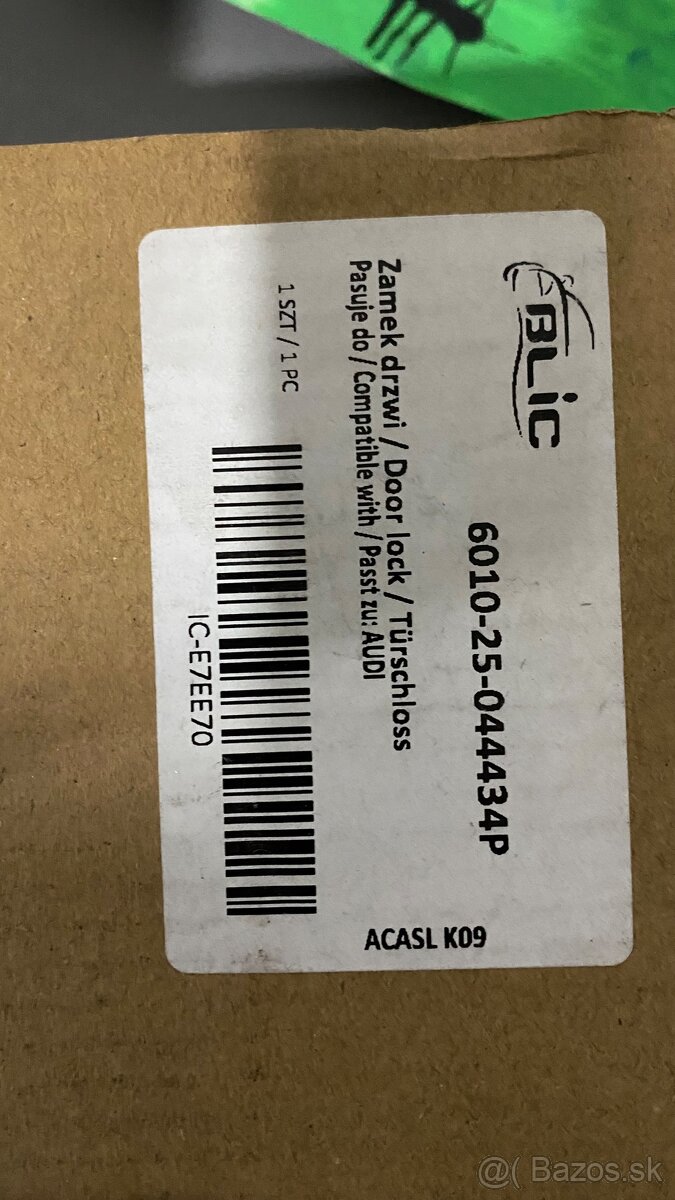 BLiC
6010-25-044434P
Zamek drzwi / Door lock / Türschloss
Pasuje do / Compatible with / Passt zu: AUDI
1 SZT / 1 PC
IC-E7EE70
ACASL K09
@( Bazos.sk